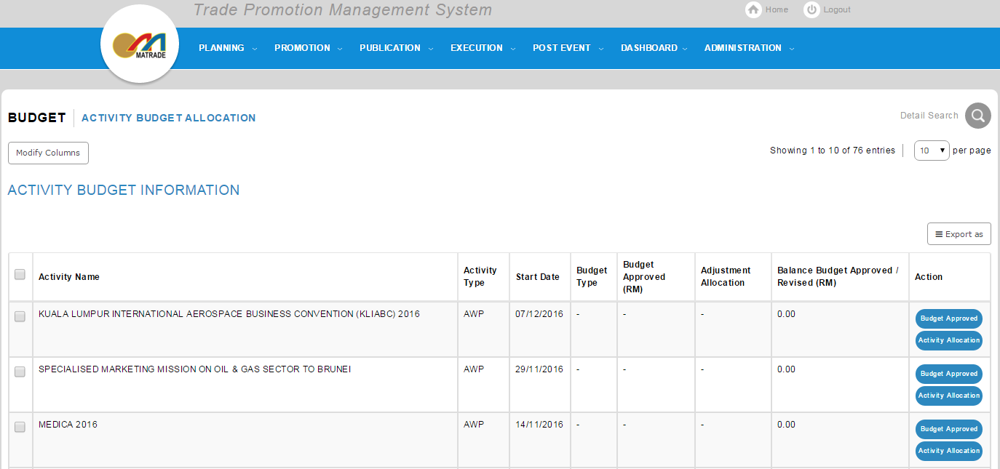 Trade Promotion Management System
Home
Logout
MATRADE
PLANNING
PROMOTION
PUBLICATION
EXECUTION
POST EVENT
DASHBOARD
ADMINISTRATION
BUDGET
ACTIVITY BUDGET ALLOCATION
Detail Search
Modify Columns
Showing 1 to 10 of 76 entries
10
per page
ACTIVITY BUDGET INFORMATION
Export as
Activity Name
Activity
Type
Start Date
Budget
Type
Budget
Approved
(RM)
Adjustment
Allocation
Balance Budget Approved /
Revised (RM)
Action
KUALA LUMPUR INTERNATIONAL AEROSPACE BUSINESS CONVENTION (KLIABC) 2016
AWP
07/12/2016
-
-
-
0.00
Budget Approved
Activity Allocation
SPECIALISED MARKETING MISSION ON OIL & GAS SECTOR TO BRUNEI
AWP
29/11/2016
-
-
-
0.00
Budget Approved
Activity Allocation
MEDICA 2016
AWP
14/11/2016
-
-
-
0.00
Budget Approved
Activity Allocation